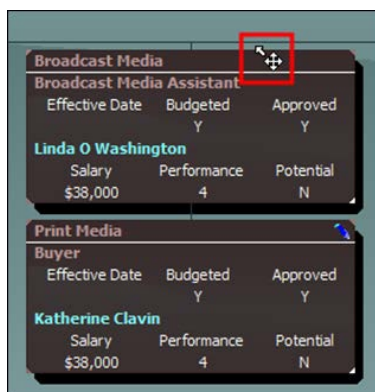 Broadcast Media
Broadcast Media Assistant
Effective Date Budgeted Approved
Y Y
Linda O Washington
Salary Performance Potential
$38,000 4 N
Print Media
Buyer
Effective Date Budgeted Approved
Y Y
Katherine Clavin
Salary Performance Potential
$38,000 4 N